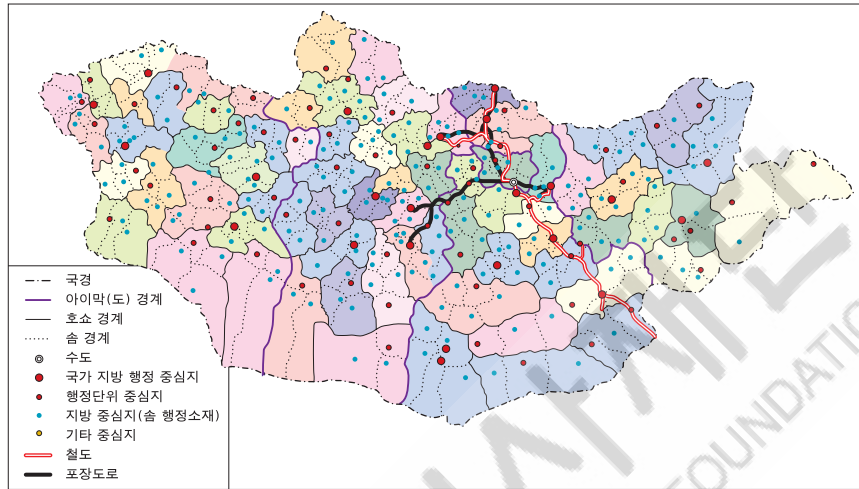 국경
아이막(도) 경계
호쇼 경계
솜 경계
수도
국가 지방 행정 중심지
행정단위 중심지
지방 중심지(솜 행정소재)
기타 중심지
철도
포장도로
FOUNDATION